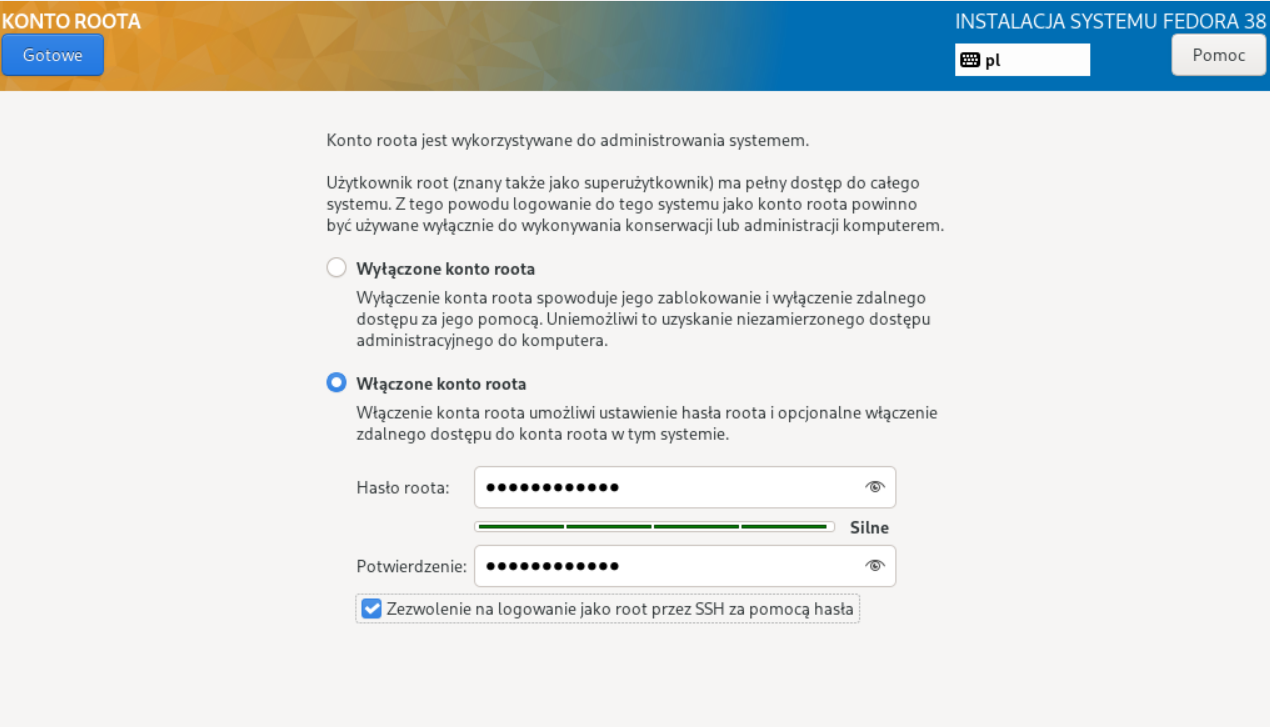 KONTO ROOTA
INSTALACJA SYSTEMU FEDORA 38
Gotowe
pl
Pomoc
Konto roota jest wykorzystywane do administrowania systemem.
Użytkownik root (znany także jako superużytkownik) ma pełny dostęp do całego
systemu. Z tego powodu logowanie do tego systemu jako konto roota powinno
być używane wyłącznie do wykonywania konserwacji lub administracji komputerem.
Wyłączone konto roota
Wyłączenie konta roota spowoduje jego zablokowanie i wyłączenie zdalnego
dostępu za jego pomocą. Uniemożliwi to uzyskanie niezamierzonego dostępu
administracyjnego do komputera.
Włączone konto roota
Włączenie konta roota umożliwi ustawienie hasła roota i opcjonalne włączenie
zdalnego dostępu do konta roota w tym systemie.
Hasło roota: ●●●●●●●●●●●●
Silne
Potwierdzenie: ●●●●●●●●●●●●
Zezwolenie na logowanie jako root przez SSH za pomocą hasła